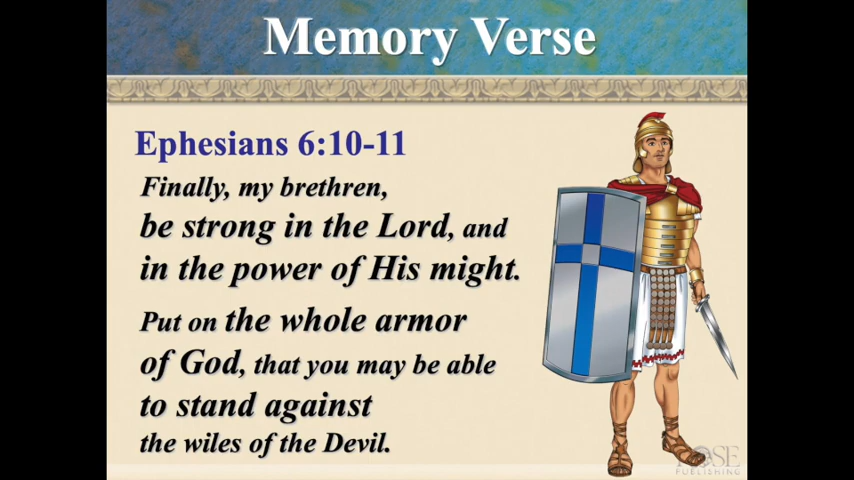 Memory Verse
Ephesians 6:10-11
Finally, my brethren,
be strong in the Lord, and
in the power of His might.
Put on the whole armor
of God, that you may be able
to stand against
the wiles of the Devil.
ROSE
PUBLISHING